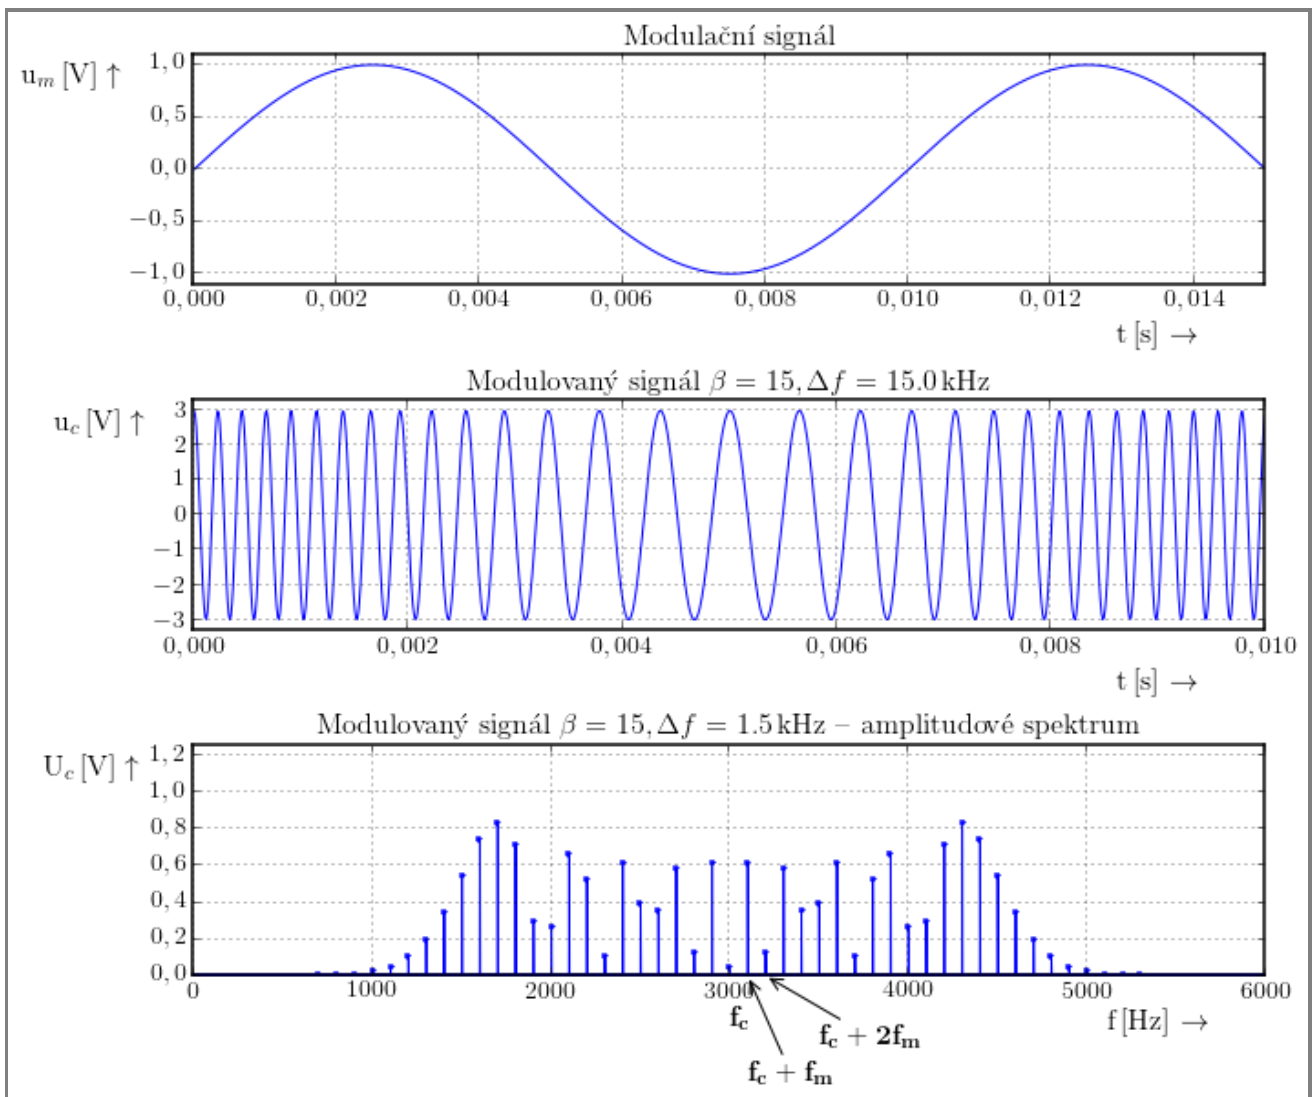 Modulační signál
u_m [V] ↑
1,0
0,5
0,0
−0,5
−1,0
0,000 0,002 0,004 0,006 0,008 0,010 0,012 0,014
t [s] →
Modulovaný signál β = 15, Δf = 15.0 kHz
u_c [V] ↑
3
2
1
0
−1
−2
−3
0,000 0,002 0,004 0,006 0,008 0,010
t [s] →
Modulovaný signál β = 15, Δf = 1.5 kHz – amplitudové spektrum
U_c [V] ↑
1,2
1,0
0,8
0,6
0,4
0,2
0,0
0 1000 2000 3000 4000 5000 6000
f [Hz] →
f_c
f_c + 2f_m
f_c + f_m